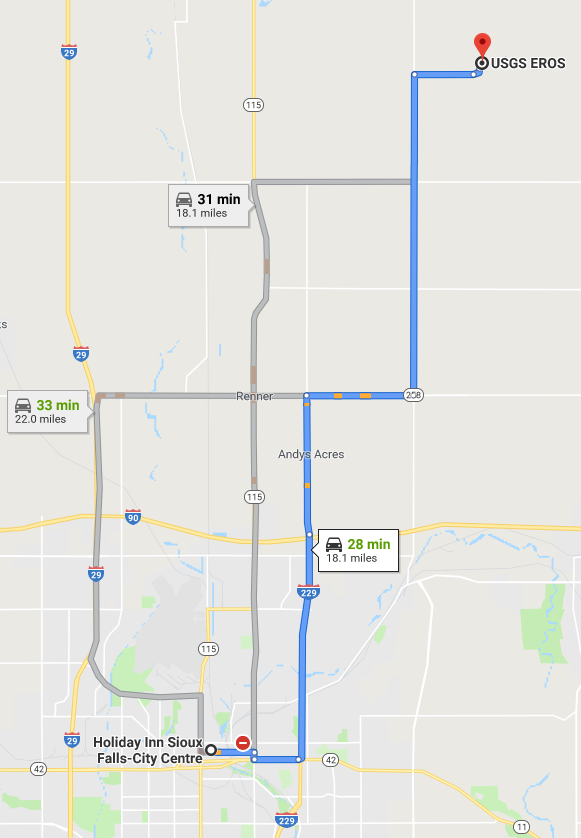 29
USGS EROS
115
31 min
18.1 miles
s
29
33 min
22.0 miles
Renner
Andys Acres
115
90
28 min
18.1 miles
29
229
115
29
Holiday Inn Sioux
Falls-City Centre
42
42
229
11